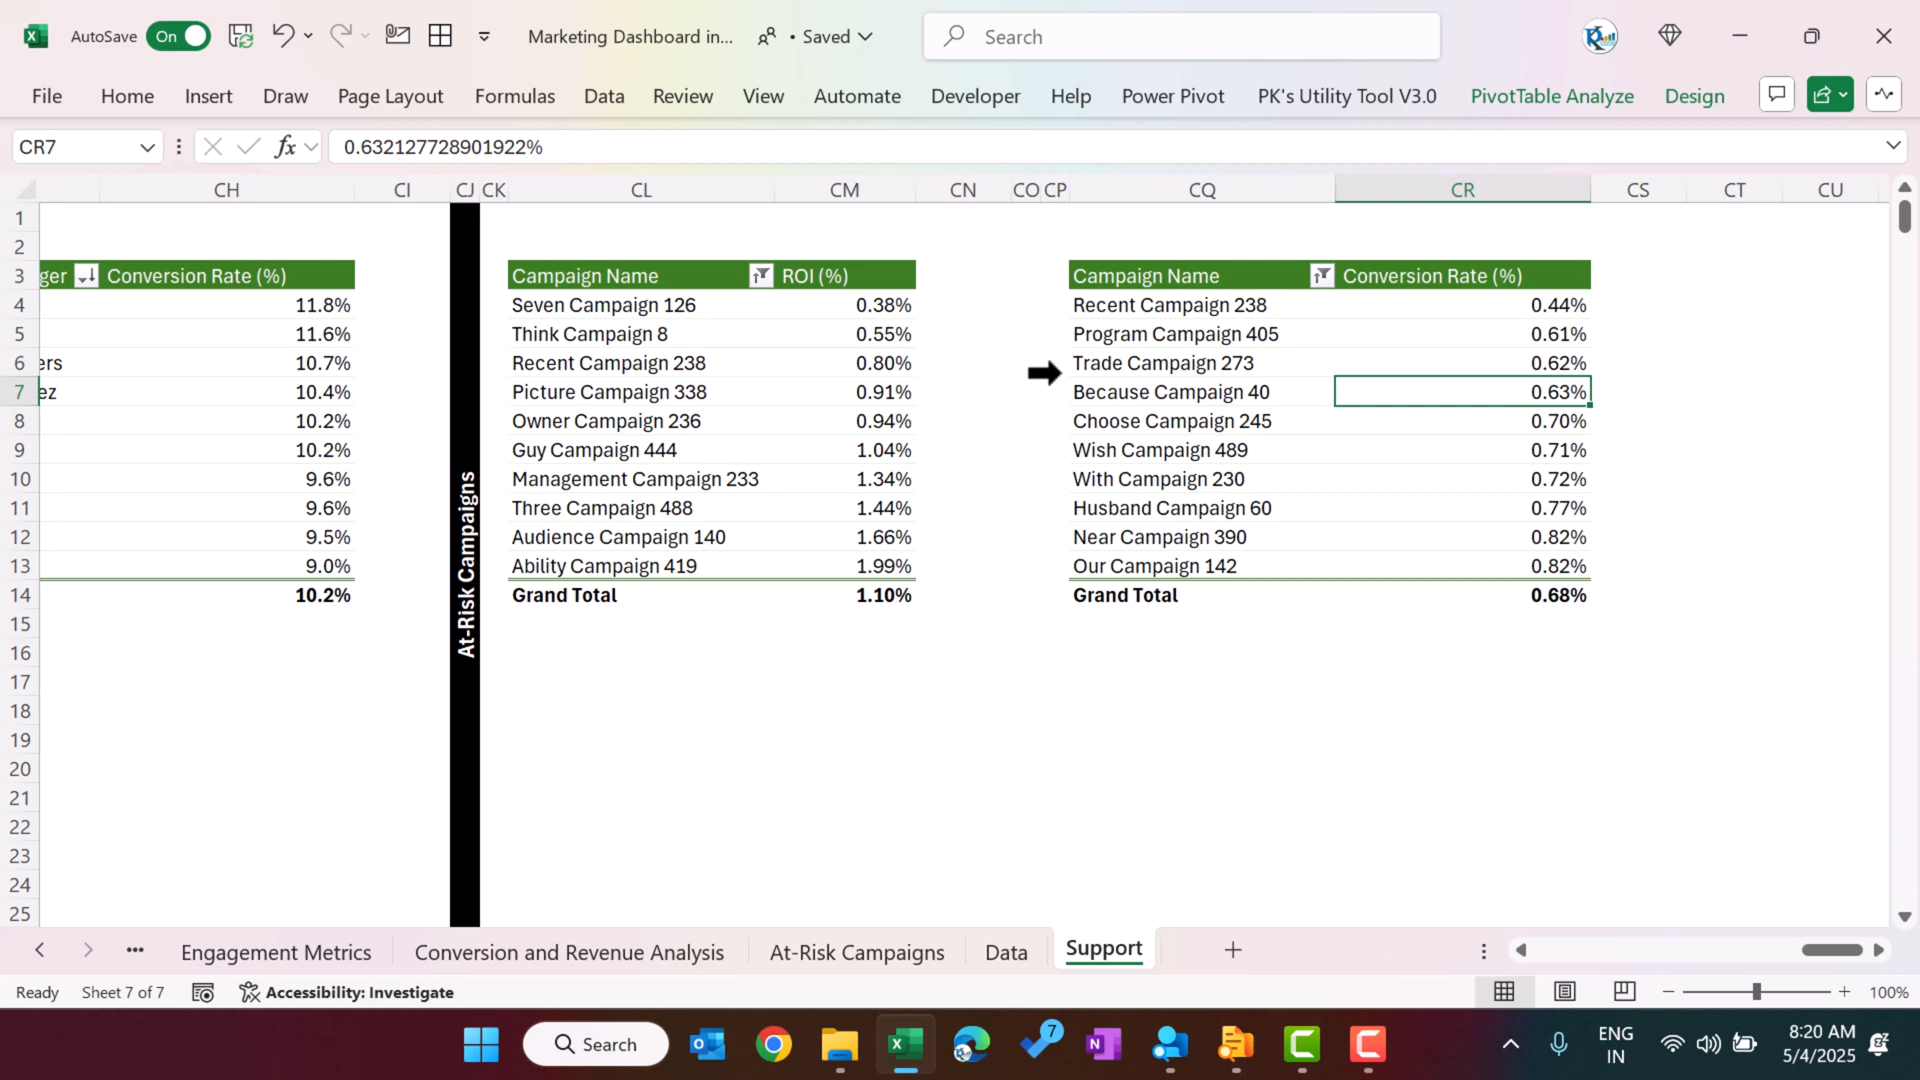 AutoSave On Marketing Dashboard in... • Saved Search
File Home Insert Draw Page Layout Formulas Data Review View Automate Developer Help Power Pivot PK's Utility Tool V3.0 PivotTable Analyze Design
CR7 fx 0.632127728901922%
CH CI CJ CK CL CM CN CO CP CQ CR CS CT CU
1
2
3 ger Conversion Rate (%) Campaign Name ROI (%) Campaign Name Conversion Rate (%)
4 11.8% Seven Campaign 126 0.38% Recent Campaign 238 0.44%
5 11.6% Think Campaign 8 0.55% Program Campaign 405 0.61%
6 ers 10.7% Recent Campaign 238 0.80% Trade Campaign 273 0.62%
7 ez 10.4% Picture Campaign 338 0.91% Because Campaign 40 0.63%
8 10.2% Owner Campaign 236 0.94% Choose Campaign 245 0.70%
9 10.2% Guy Campaign 444 1.04% Wish Campaign 489 0.71%
10 9.6% Management Campaign 233 1.34% With Campaign 230 0.72%
11 9.6% Three Campaign 488 1.44% Husband Campaign 60 0.77%
12 9.5% Audience Campaign 140 1.66% Near Campaign 390 0.82%
13 9.0% Ability Campaign 419 1.99% Our Campaign 142 0.82%
14 10.2% Grand Total 1.10% Grand Total 0.68%
At-Risk Campaigns
15
16
17
18
19
20
21
22
23
24
25
Engagement Metrics Conversion and Revenue Analysis At-Risk Campaigns Data Support
Ready Sheet 7 of 7 Accessibility: Investigate 100%
Search 7 ENG 8:20 AM
IN 5/4/2025